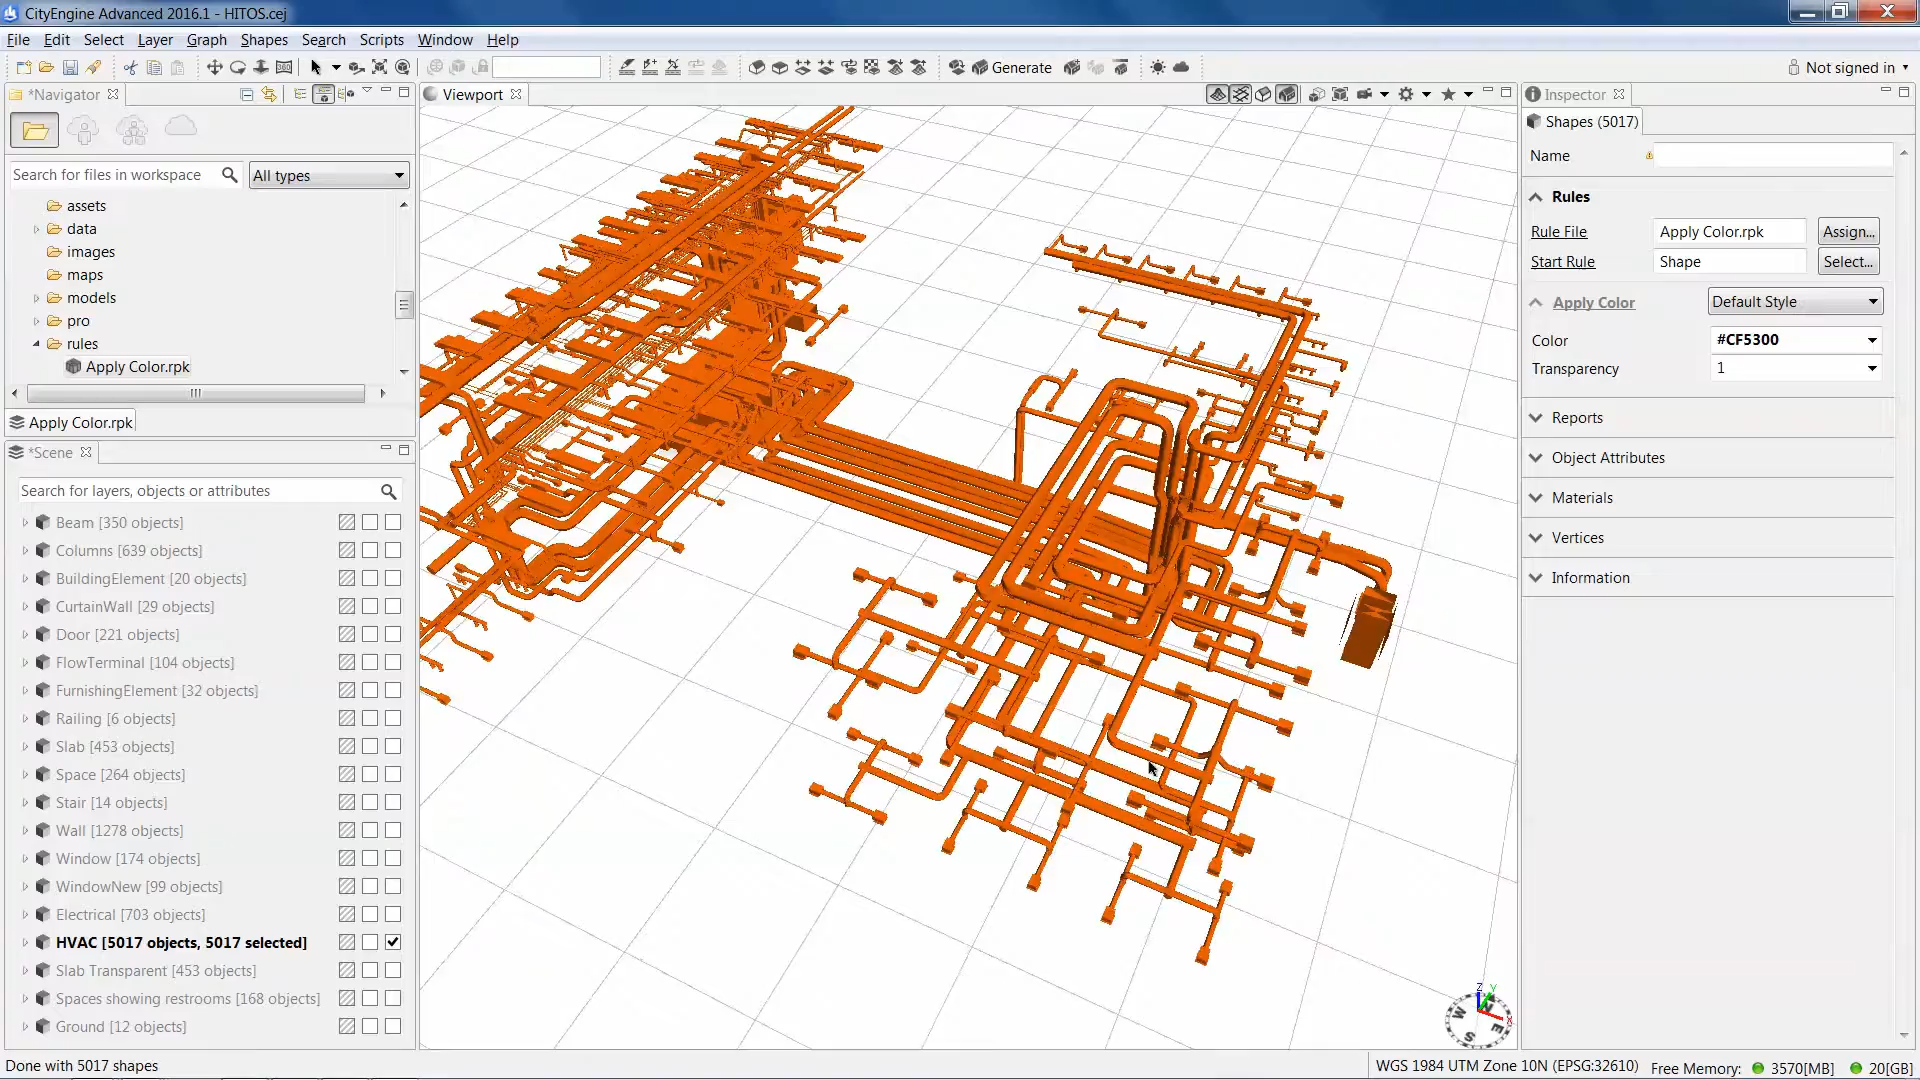 CityEngine Advanced 2016.1 - HITOS.cej
File Edit Select Layer Graph Shapes Search Scripts Window Help
Generate
Not signed in
*Navigator
Search for files in workspace
All types
assets
data
images
maps
models
pro
rules
Apply Color.rpk
Apply Color.rpk
*Scene
Search for layers, objects or attributes
Beam [350 objects]
Columns [639 objects]
BuildingElement [20 objects]
CurtainWall [29 objects]
Door [221 objects]
FlowTerminal [104 objects]
FurnishingElement [32 objects]
Railing [6 objects]
Slab [453 objects]
Space [264 objects]
Stair [14 objects]
Wall [1278 objects]
Window [174 objects]
WindowNew [99 objects]
Electrical [703 objects]
HVAC [5017 objects, 5017 selected]
Slab Transparent [453 objects]
Spaces showing restrooms [168 objects]
Ground [12 objects]
Viewport
Z Y
W N
S E X
Inspector
Shapes (5017)
Name
Rules
Rule File Apply Color.rpk Assign...
Start Rule Shape Select...
Apply Color Default Style
Color #CF5300
Transparency 1
Reports
Object Attributes
Materials
Vertices
Information
Done with 5017 shapes
WGS 1984 UTM Zone 10N (EPSG:32610) Free Memory: 3570[MB] 20[GB]